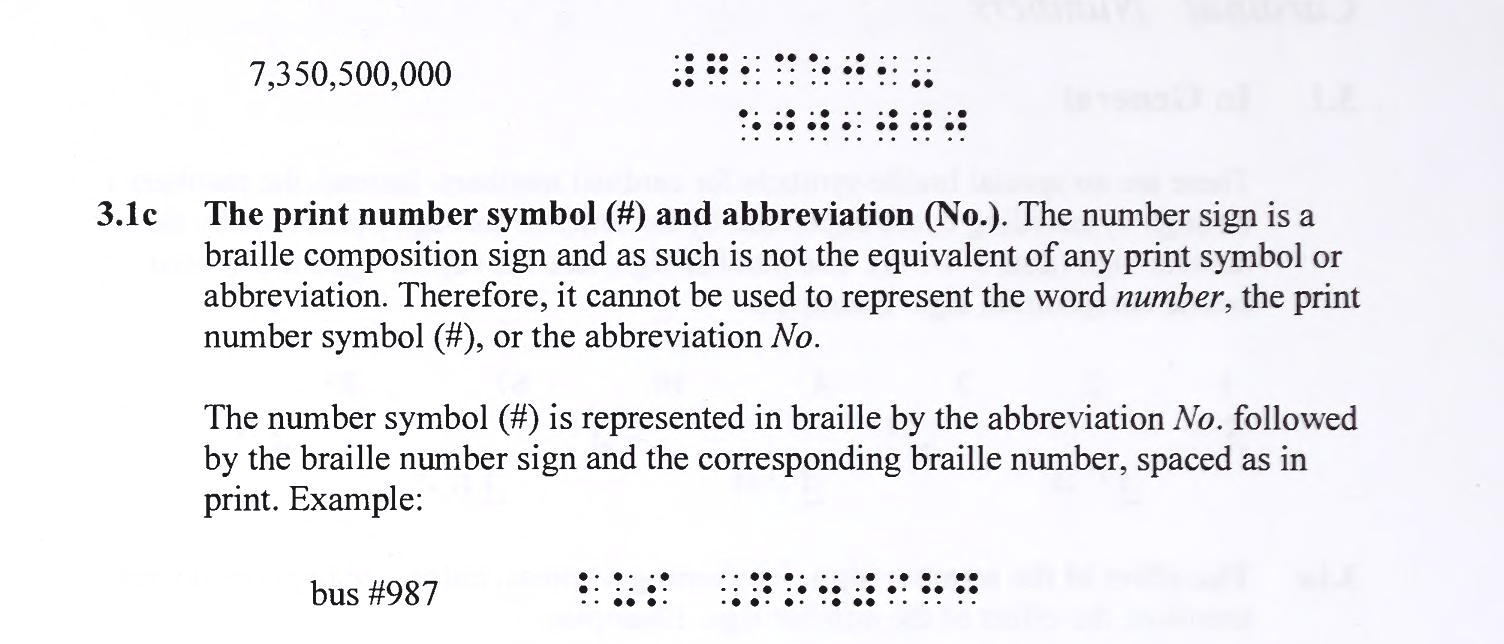 7,350,500,000 ⠼⠛⠂⠉⠑⠚⠂⠤
⠑⠚⠚⠂⠚⠚⠚
3.1c The print number symbol (#) and abbreviation (No.). The number sign is a
braille composition sign and as such is not the equivalent of any print symbol or
abbreviation. Therefore, it cannot be used to represent the word number, the print
number symbol (#), or the abbreviation No.
The number symbol (#) is represented in braille by the abbreviation No. followed
by the braille number sign and the corresponding braille number, spaced as in
print. Example:
bus #987 ⠃⠥⠎ ⠠⠝⠕⠲⠼⠊⠓⠛